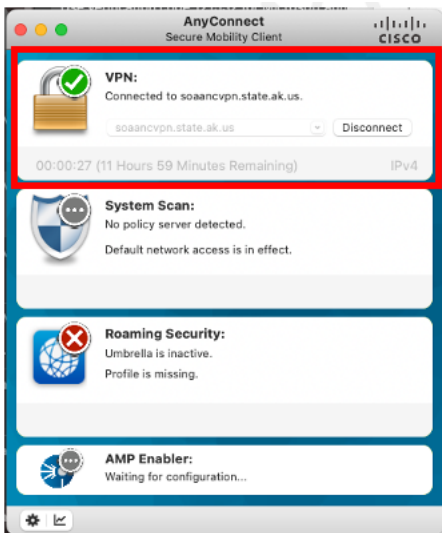 AnyConnect
Secure Mobility Client
CISCO
VPN:
Connected to soaancvpn.state.ak.us.
soaancvpn.state.ak.us
Disconnect
00:00:27 (11 Hours 59 Minutes Remaining)
IPv4
System Scan:
No policy server detected.
Default network access is in effect.
Roaming Security:
Umbrella is inactive.
Profile is missing.
AMP Enabler:
Waiting for configuration...